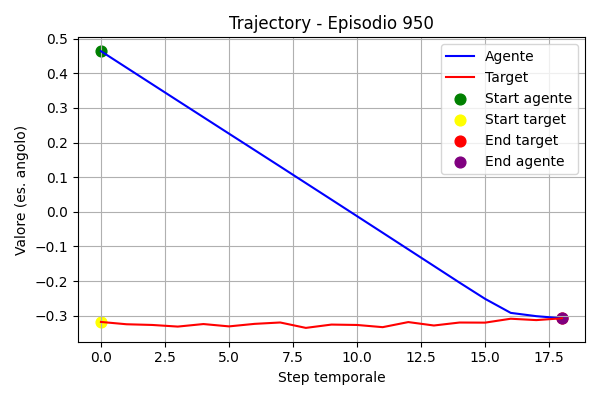 Trajectory - Episodio 950
Valore (es. angolo)
0.5
0.4
0.3
0.2
0.1
0.0
−0.1
−0.2
−0.3
Agente
Target
Start agente
Start target
End target
End agente
0.0 2.5 5.0 7.5 10.0 12.5 15.0 17.5
Step temporale